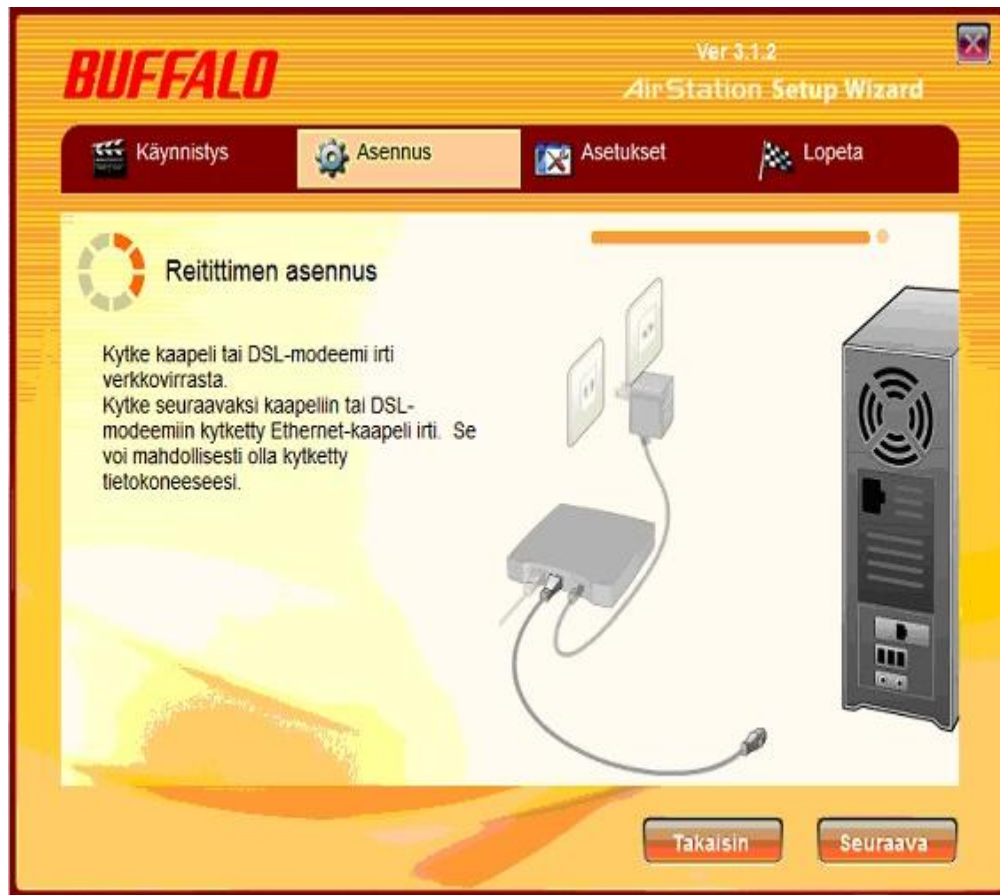 BUFFALO
Ver 3.1.2
AirStation Setup Wizard
Käynnistys
Asennus
Asetukset
Lopeta
Reitittimen asennus
Kytke kaapeli tai DSL-modeemi irti
verkkovirrasta.
Kytke seuraavaksi kaapeliin tai DSL-
modeemiin kytketty Ethernet-kaapeli irti. Se
voi mahdollisesti olla kytketty
tietokoneeseesi.
Takaisin
Seuraava